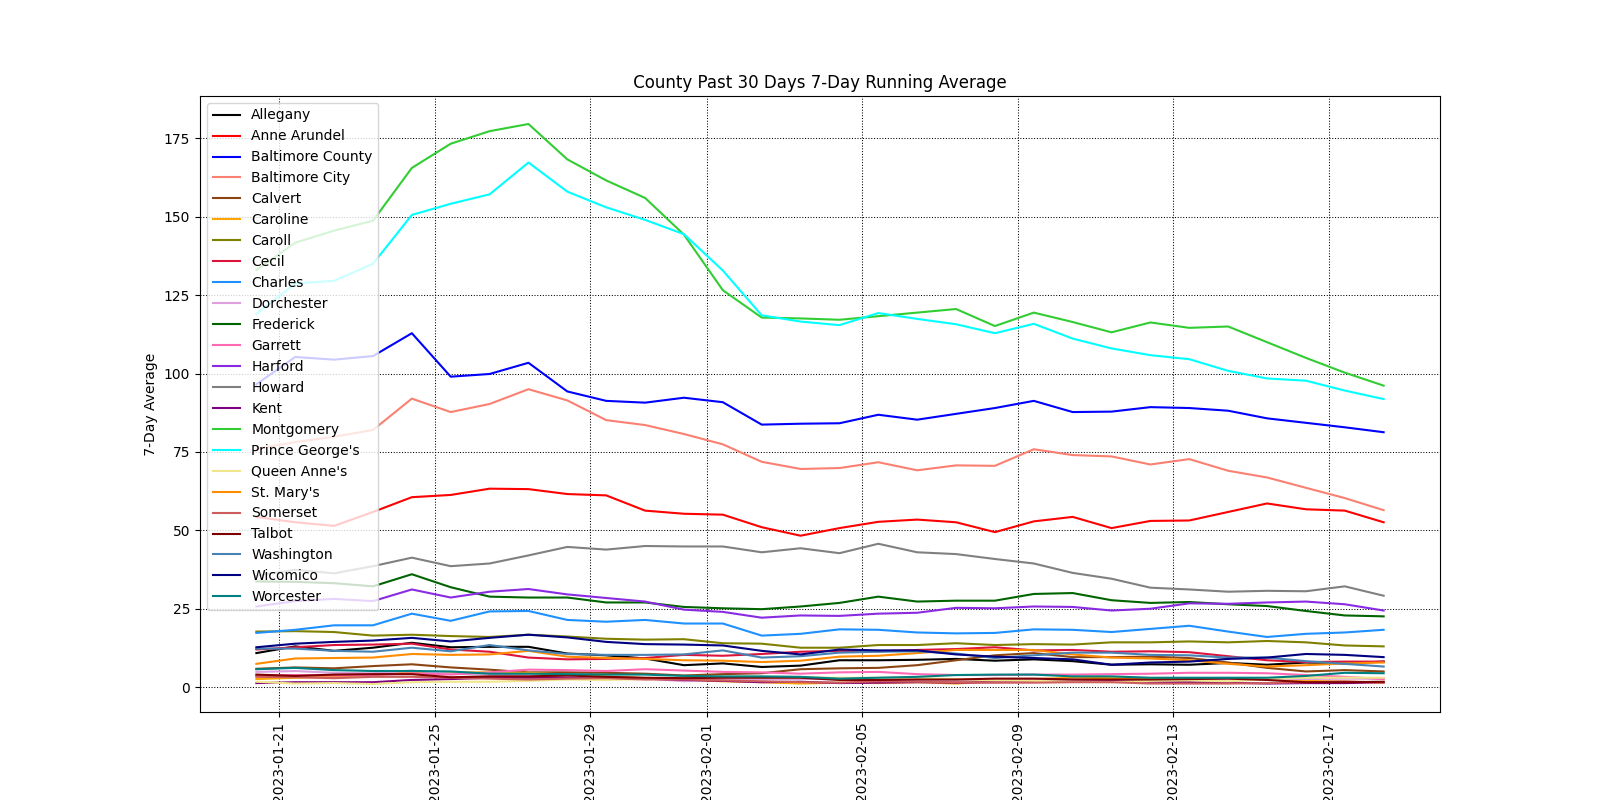 County Past 30 Days 7-Day Running Average
7-Day Average
175
150
125
100
75
50
25
0
Allegany
Anne Arundel
Baltimore County
Baltimore City
Calvert
Caroline
Caroll
Cecil
Charles
Dorchester
Frederick
Garrett
Harford
Howard
Kent
Montgomery
Prince George's
Queen Anne's
St. Mary's
Somerset
Talbot
Washington
Wicomico
Worcester
2023-01-21
2023-01-25
2023-01-29
2023-02-01
2023-02-05
2023-02-09
2023-02-13
2023-02-17